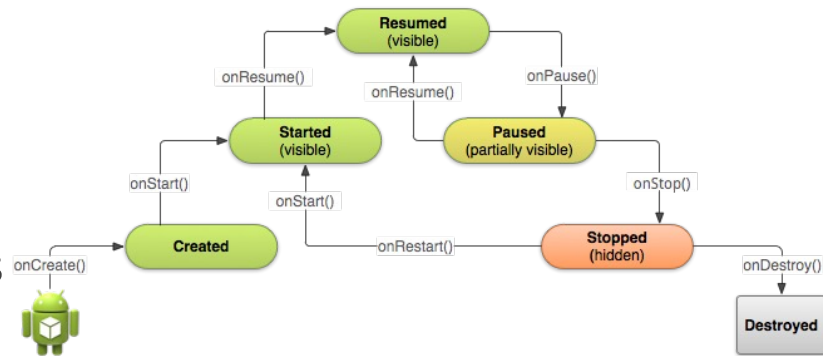 Resumed
(visible)
onResume()
onResume()
onPause()
Started
(visible)
Paused
(partially visible)
onStart()
onStart()
onStop()
Created
onRestart()
Stopped
(hidden)
s
onCreate()
onDestroy()
Destroyed